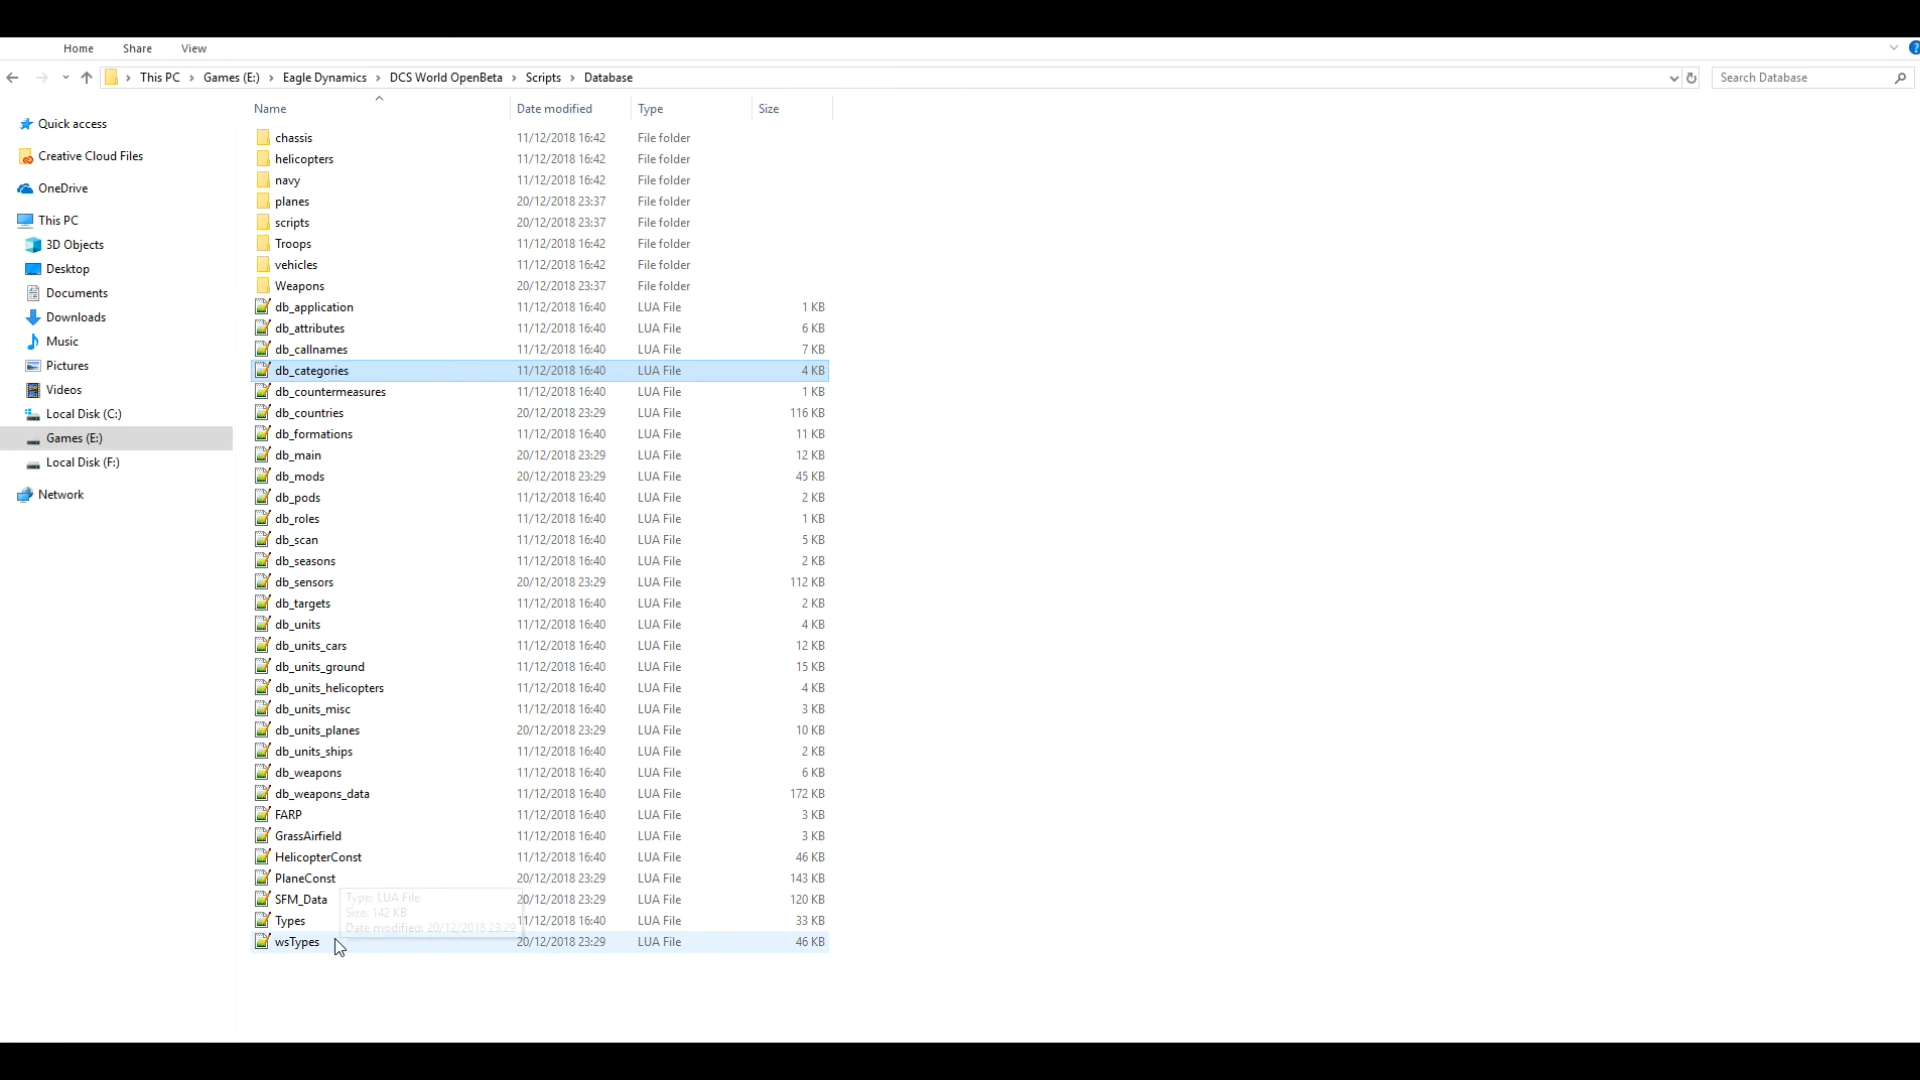 Home Share View
This PC > Games (E:) > Eagle Dynamics > DCS World OpenBeta > Scripts > Database
Search Database
Quick access
Creative Cloud Files
OneDrive
This PC
3D Objects
Desktop
Documents
Downloads
Music
Pictures
Videos
Local Disk (C:)
Games (E:)
Local Disk (F:)
Network
Name Date modified Type Size
chassis 11/12/2018 16:42 File folder
helicopters 11/12/2018 16:42 File folder
navy 11/12/2018 16:42 File folder
planes 20/12/2018 23:37 File folder
scripts 20/12/2018 23:37 File folder
Troops 11/12/2018 16:42 File folder
vehicles 11/12/2018 16:42 File folder
Weapons 20/12/2018 23:37 File folder
db_application 11/12/2018 16:40 LUA File 1 KB
db_attributes 11/12/2018 16:40 LUA File 6 KB
db_callnames 11/12/2018 16:40 LUA File 7 KB
db_categories 11/12/2018 16:40 LUA File 4 KB
db_countermeasures 11/12/2018 16:40 LUA File 1 KB
db_countries 20/12/2018 23:29 LUA File 116 KB
db_formations 11/12/2018 16:40 LUA File 11 KB
db_main 20/12/2018 23:29 LUA File 12 KB
db_mods 20/12/2018 23:29 LUA File 45 KB
db_pods 11/12/2018 16:40 LUA File 2 KB
db_roles 11/12/2018 16:40 LUA File 1 KB
db_scan 11/12/2018 16:40 LUA File 5 KB
db_seasons 11/12/2018 16:40 LUA File 2 KB
db_sensors 20/12/2018 23:29 LUA File 112 KB
db_targets 11/12/2018 16:40 LUA File 2 KB
db_units 11/12/2018 16:40 LUA File 4 KB
db_units_cars 11/12/2018 16:40 LUA File 12 KB
db_units_ground 11/12/2018 16:40 LUA File 15 KB
db_units_helicopters 11/12/2018 16:40 LUA File 4 KB
db_units_misc 11/12/2018 16:40 LUA File 3 KB
db_units_planes 20/12/2018 23:29 LUA File 10 KB
db_units_ships 11/12/2018 16:40 LUA File 2 KB
db_weapons 11/12/2018 16:40 LUA File 6 KB
db_weapons_data 11/12/2018 16:40 LUA File 172 KB
FARP 11/12/2018 16:40 LUA File 3 KB
GrassAirfield 11/12/2018 16:40 LUA File 3 KB
HelicopterConst 11/12/2018 16:40 LUA File 46 KB
PlaneConst 20/12/2018 23:29 LUA File 143 KB
SFM_Data 20/12/2018 23:29 LUA File 120 KB
Types 11/12/2018 16:40 LUA File 33 KB
wsTypes 20/12/2018 23:29 LUA File 46 KB
Type: LUA File
Size: 142 KB
Date modified: 20/12/2018 23:29